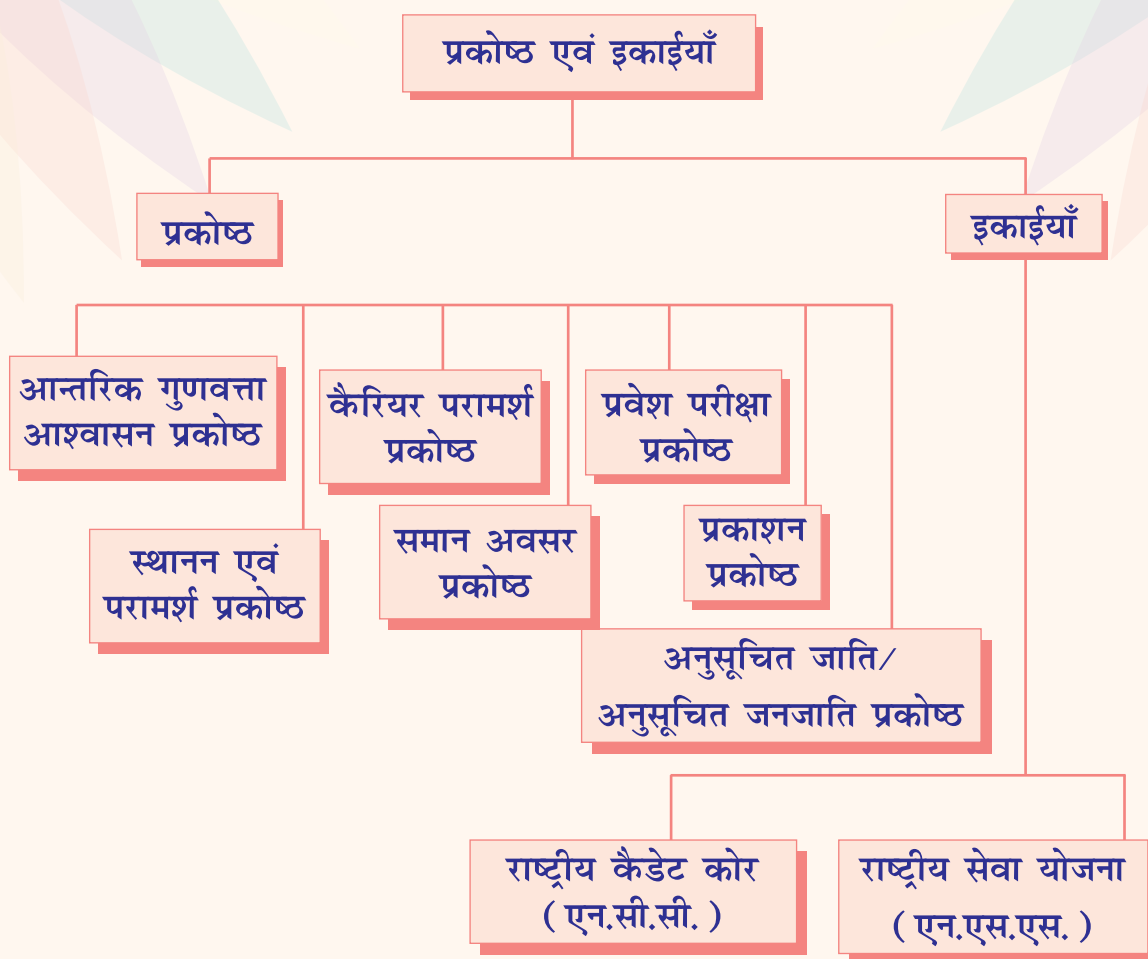 प्रकोष्ठ एवं इकाईयाँ
प्रकोष्ठ
इकाईयाँ
आन्तरिक गुणवत्ता
आश्वासन प्रकोष्ठ
कैरियर परामर्श
प्रकोष्ठ
प्रवेश परीक्षा
प्रकोष्ठ
स्थानन एवं
परामर्श प्रकोष्ठ
समान अवसर
प्रकोष्ठ
प्रकाशन
प्रकोष्ठ
अनुसूचित जाति/
अनुसूचित जनजाति प्रकोष्ठ
राष्ट्रीय कैडेट कोर
( एन.सी.सी. )
राष्ट्रीय सेवा योजना
( एन.एस.एस. )